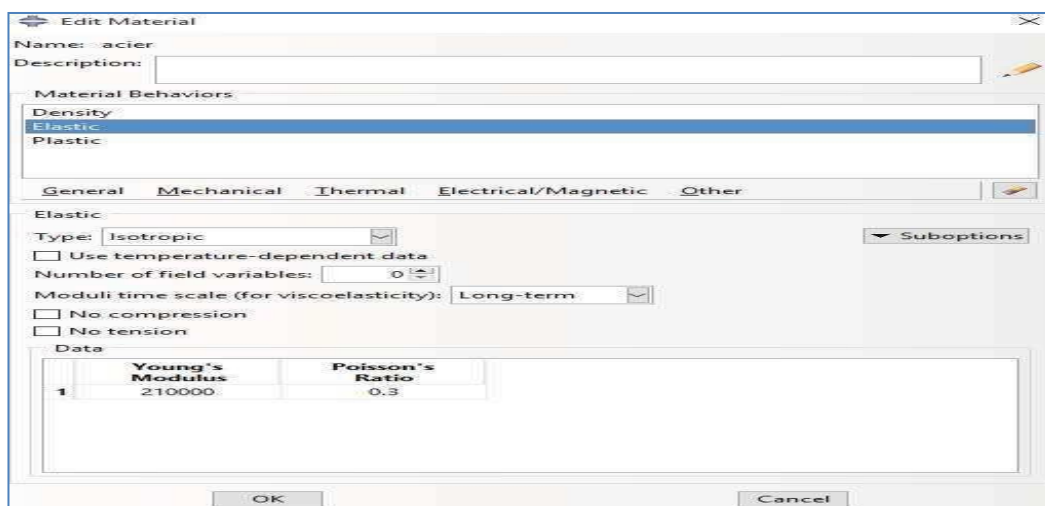 Edit Material
Name: acier
Description:
Material Behaviors
Density
Elastic
Plastic
General Mechanical Thermal Electrical/Magnetic Other
Elastic
Type: Isotropic Suboptions
Use temperature-dependent data
Number of field variables: 0
Moduli time scale (for viscoelasticity): Long-term
No compression
No tension
Data
Young's Poisson's
Modulus Ratio
1 210000 0.3
OK Cancel